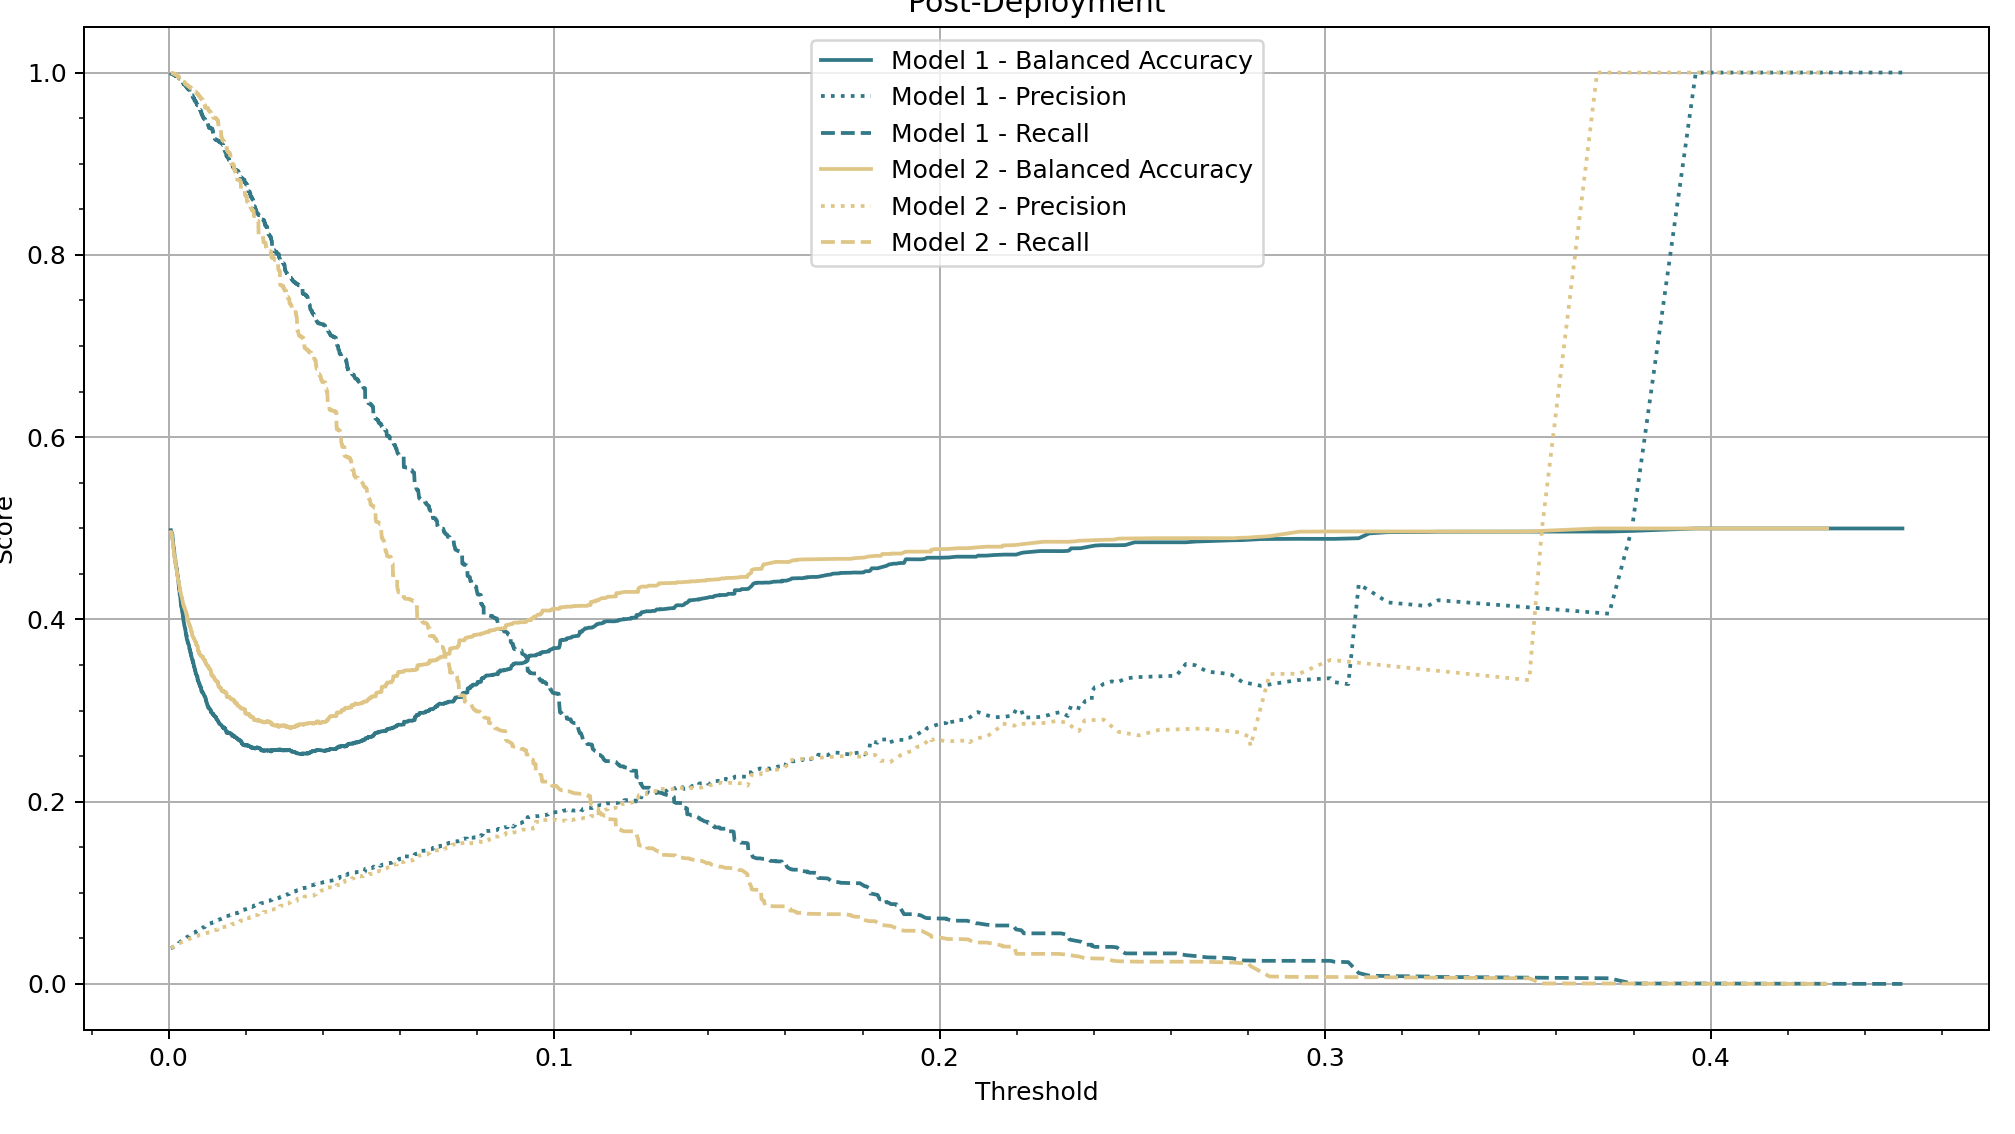 Post-Deployment
Model 1 - Balanced Accuracy
Model 1 - Precision
Model 1 - Recall
Model 2 - Balanced Accuracy
Model 2 - Precision
Model 2 - Recall
1.0
0.8
0.6
0.4
0.2
0.0
Score
0.0 0.1 0.2 0.3 0.4
Threshold